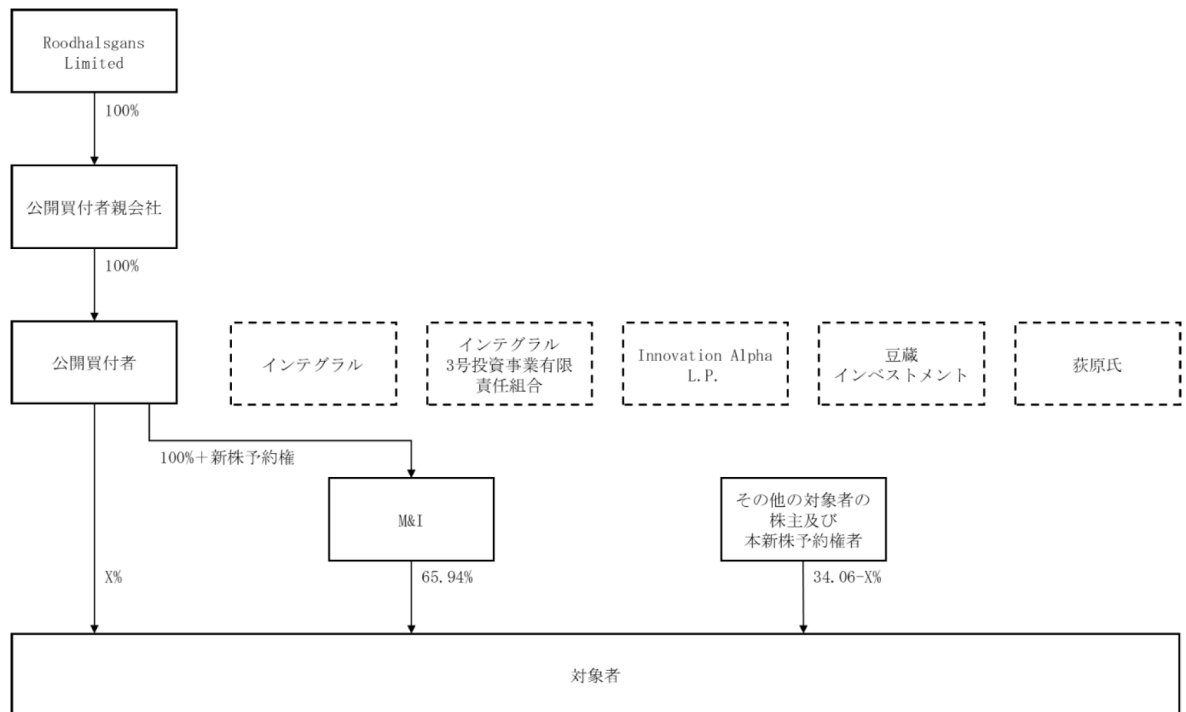 Roodhalsgans
Limited
100%
公開買付者親会社
100%
公開買付者
インテグラル
インテグラル
3号投資事業有限
責任組合
Innovation Alpha
L.P.
豆蔵
インベストメント
荻原氏
100%+新株予約権
M&I
その他の対象者の
株主及び
本新株予約権者
X%
65.94%
34.06-X%
対象者